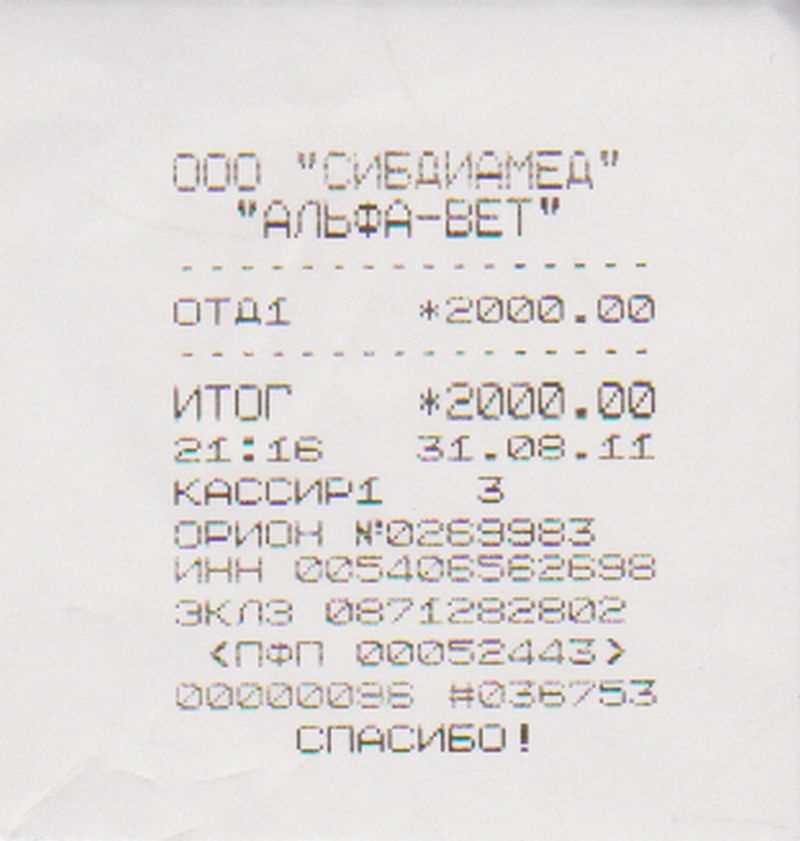 ООО "СИБДИАМЕД"
"АЛЬФА-ВЕТ"
- - - - - - - - - - - - - - - -
ОТД1 *2000.00
- - - - - - - - - - - - - - - -
ИТОГ *2000.00
21:16 31.08.11
КАССИР1 3
ОРИОН №0269983
ИНН 005406562698
ЭКЛЗ 0871282802
<ПФП 00052443>
00000096 #036753
СПАСИБО!